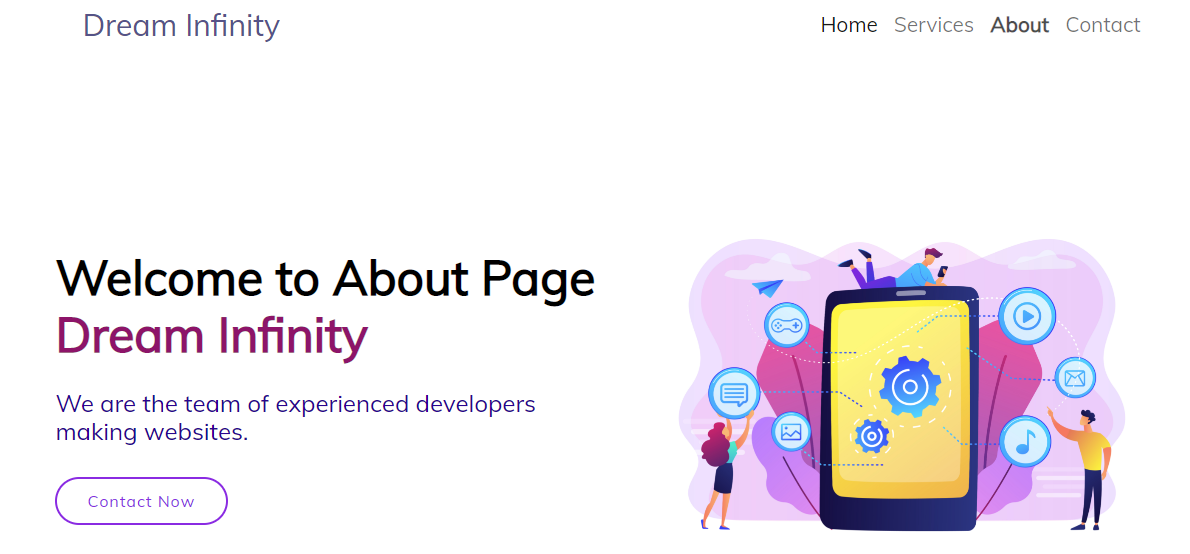 Dream Infinity
Home Services About Contact
Welcome to About Page
Dream Infinity
We are the team of experienced developers
making websites.
Contact Now